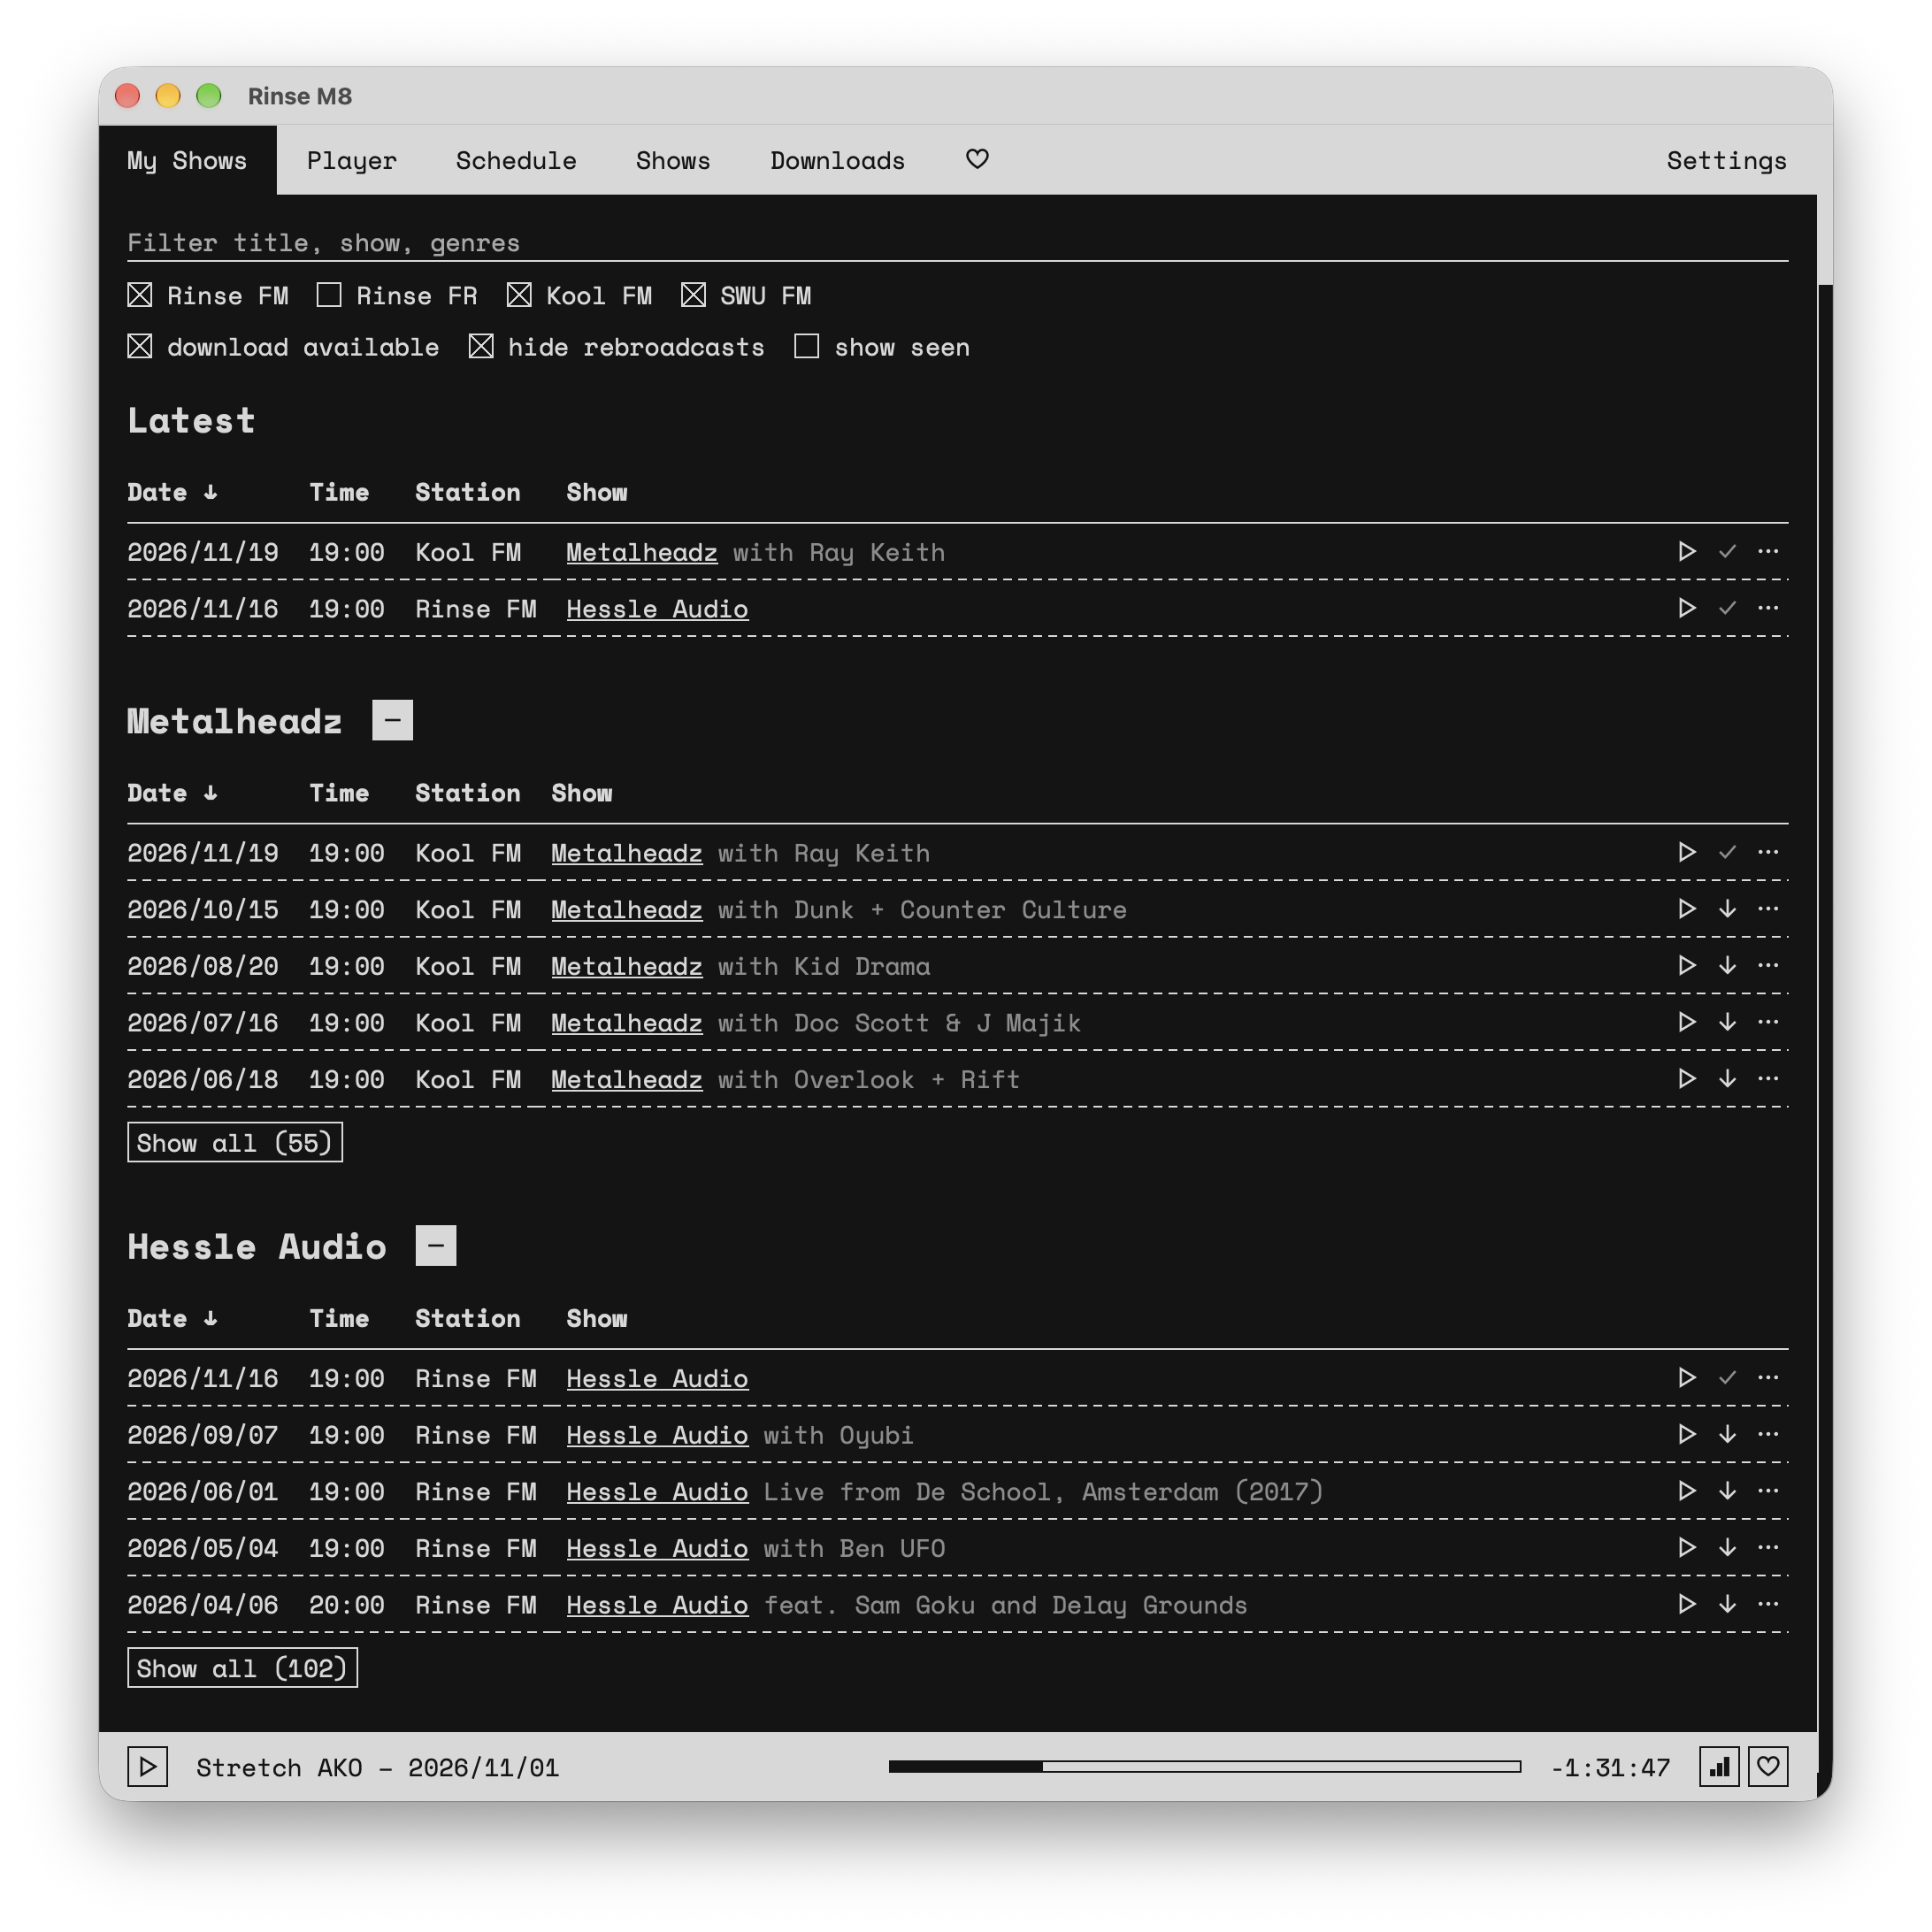 Rinse M8
My Shows Player Schedule Shows Downloads ♡ Settings
Filter title, show, genres
Rinse FM Rinse FR Kool FM SWU FM
download available hide rebroadcasts show seen
Latest
Date ↓ Time Station Show
2026/11/19 19:00 Kool FM Metalheadz with Ray Keith
2026/11/16 19:00 Rinse FM Hessle Audio
Metalheadz −
Date ↓ Time Station Show
2026/11/19 19:00 Kool FM Metalheadz with Ray Keith
2026/10/15 19:00 Kool FM Metalheadz with Dunk + Counter Culture
2026/08/20 19:00 Kool FM Metalheadz with Kid Drama
2026/07/16 19:00 Kool FM Metalheadz with Doc Scott & J Majik
2026/06/18 19:00 Kool FM Metalheadz with Overlook + Rift
Show all (55)
Hessle Audio −
Date ↓ Time Station Show
2026/11/16 19:00 Rinse FM Hessle Audio
2026/09/07 19:00 Rinse FM Hessle Audio with Oyubi
2026/06/01 19:00 Rinse FM Hessle Audio Live from De School, Amsterdam (2017)
2026/05/04 19:00 Rinse FM Hessle Audio with Ben UFO
2026/04/06 20:00 Rinse FM Hessle Audio feat. Sam Goku and Delay Grounds
Show all (102)
Stretch AKO – 2026/11/01 -1:31:47